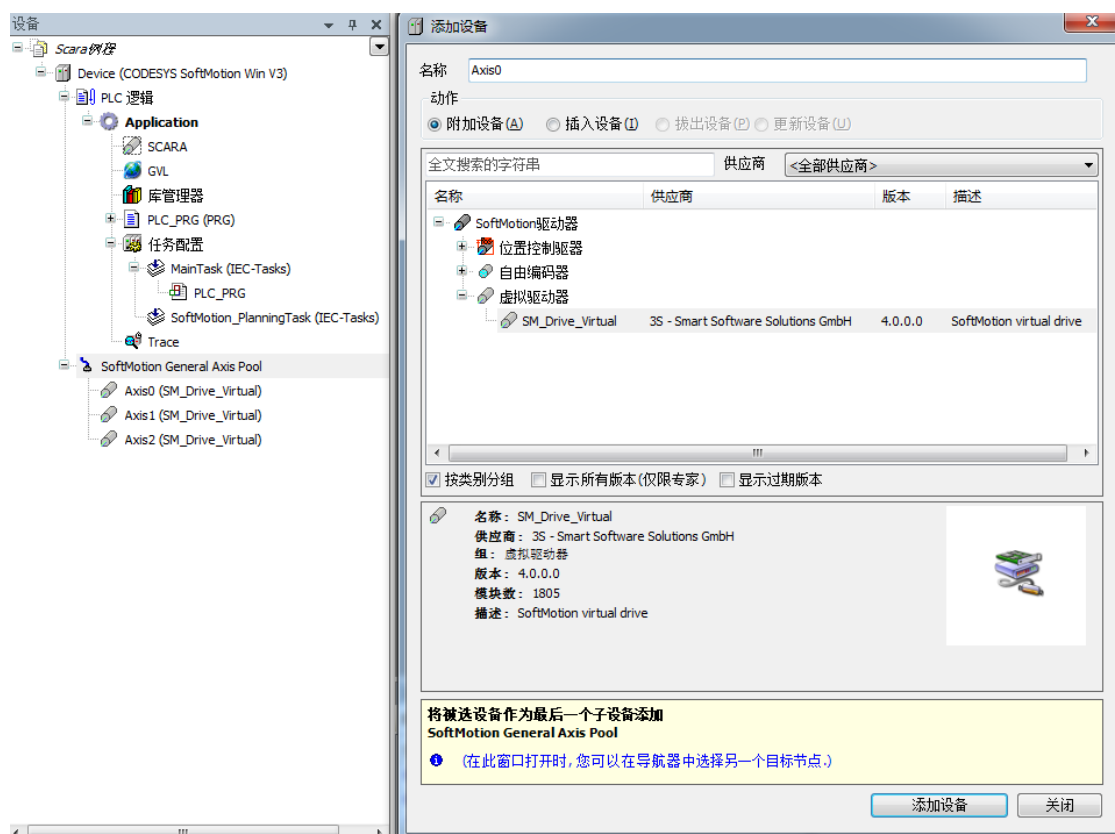 设备
Scara例程
Device (CODESYS SoftMotion Win V3)
PLC 逻辑
Application
SCARA
GVL
库管理器
PLC_PRG (PRG)
任务配置
MainTask (IEC-Tasks)
PLC_PRG
SoftMotion_PlanningTask (IEC-Tasks)
Trace
SoftMotion General Axis Pool
Axis0 (SM_Drive_Virtual)
Axis1 (SM_Drive_Virtual)
Axis2 (SM_Drive_Virtual)
添加设备
名称 Axis0
动作
附加设备(A) 插入设备(I) 拔出设备(P) 更新设备(U)
全文搜索的字符串 供应商 <全部供应商>
名称 供应商 版本 描述
SoftMotion驱动器
位置控制驱器
自由编码器
虚拟驱动器
SM_Drive_Virtual 3S - Smart Software Solutions GmbH 4.0.0.0 SoftMotion virtual drive
按类别分组 显示所有版本(仅限专家) 显示过期版本
名称: SM_Drive_Virtual
供应商: 3S - Smart Software Solutions GmbH
组: 虚拟驱动器
版本: 4.0.0.0
模块数: 1805
描述: SoftMotion virtual drive
将被选设备作为最后一个子设备添加
SoftMotion General Axis Pool
(在此窗口打开时,您可以在导航器中选择另一个目标节点.)
添加设备 关闭